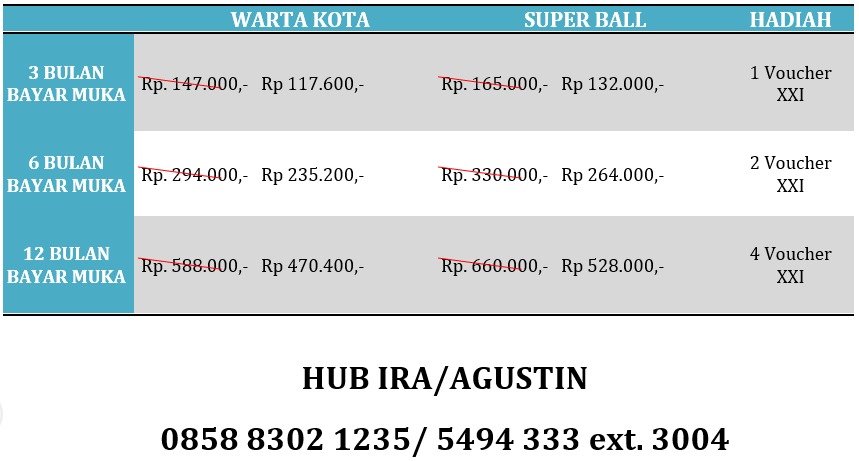 WARTA KOTA SUPER BALL HADIAH
3 BULAN
BAYAR MUKA
Rp. 147.000,- Rp 117.600,- Rp. 165.000,- Rp 132.000,-
1 Voucher
XXI
6 BULAN
BAYAR MUKA
Rp. 294.000,- Rp 235.200,- Rp. 330.000,- Rp 264.000,-
2 Voucher
XXI
12 BULAN
BAYAR MUKA
Rp. 588.000,- Rp 470.400,- Rp. 660.000,- Rp 528.000,-
4 Voucher
XXI
HUB IRA/AGUSTIN
0858 8302 1235/ 5494 333 ext. 3004